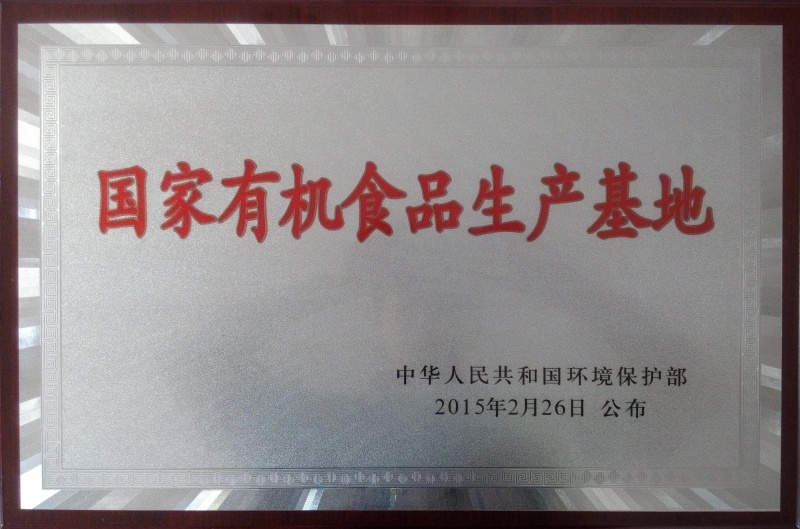 国家有机食品生产基地
中华人民共和国环境保护部
2015年2月26日 公布